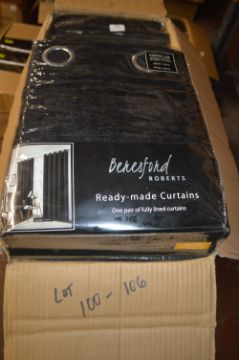 Beresford
ROBERTS
Ready-made Curtains
One pair of fully lined curtains
LOT
100 - 106